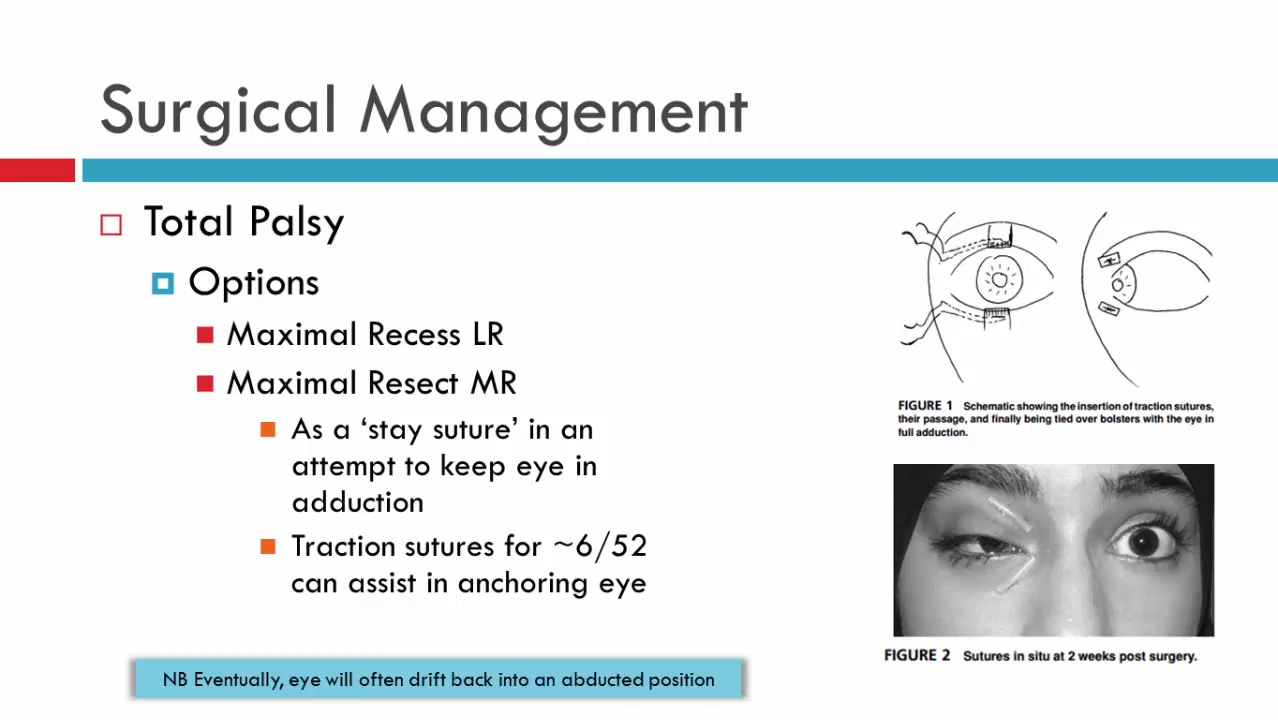 Surgical Management
Total Palsy
Options
Maximal Recess LR
Maximal Resect MR
As a ‘stay suture’ in an
attempt to keep eye in
adduction
Traction sutures for ~6/52
can assist in anchoring eye
NB Eventually, eye will often drift back into an abducted position
FIGURE 1 Schematic showing the insertion of traction sutures,
their passage, and finally being tied over bolsters with the eye in
full adduction.
FIGURE 2 Sutures in situ at 2 weeks post surgery.